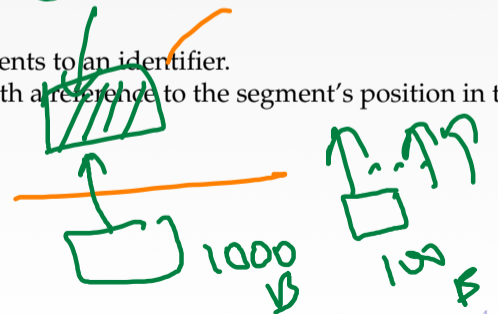 ents to an identifier.
th a reference to the segment's position in t
1000
B
100
B